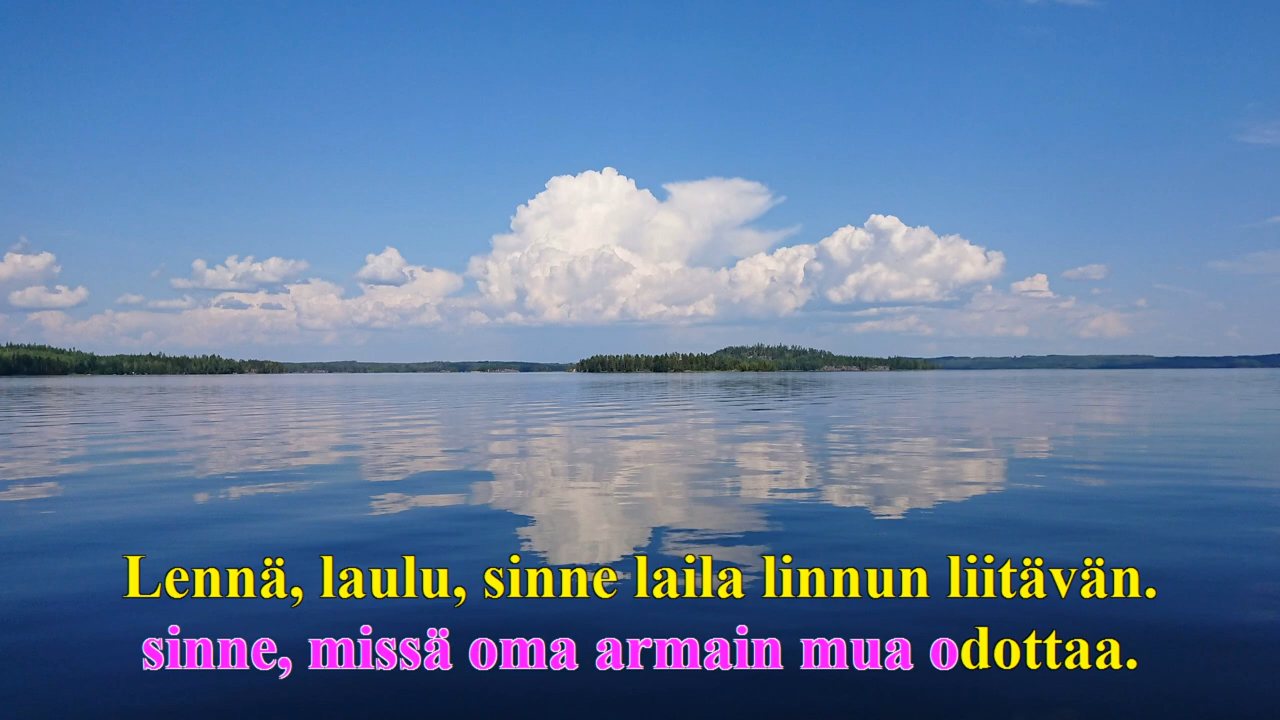 Lennä, laulu, sinne laila linnun liitävän.
sinne, missä oma armain mua odottaa.